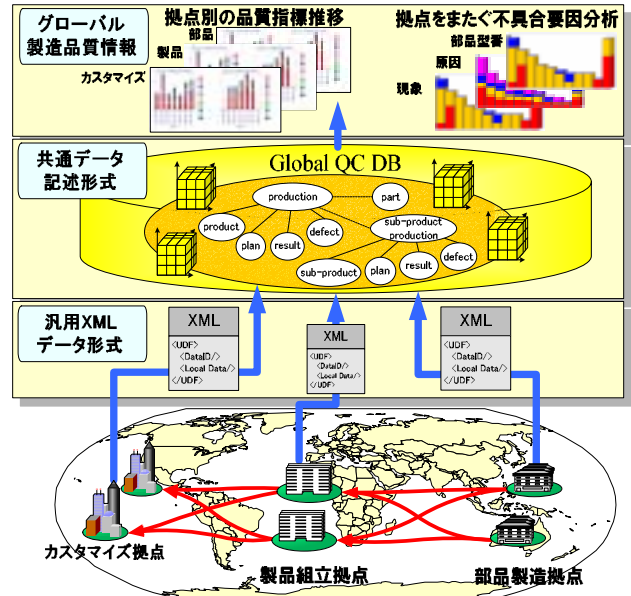 グローバル
製造品質情報
拠点別の品質指標推移
部品
製品
カスタマイズ
拠点をまたぐ不具合要因分析
部品型番
原因
現象
共通データ
記述形式
Global QC DB
production
part
product
plan
result
defect
sub-product
production
sub-product
plan
result
defect
汎用XML
データ形式
XML
<UDF>
<DataID/>
<Local Data/>
</UDF>
XML
<UDF>
<DataID/>
<Local Data/>
</UDF>
XML
<UDF>
<DataID/>
<Local Data/>
</UDF>
カスタマイズ拠点
製品組立拠点
部品製造拠点